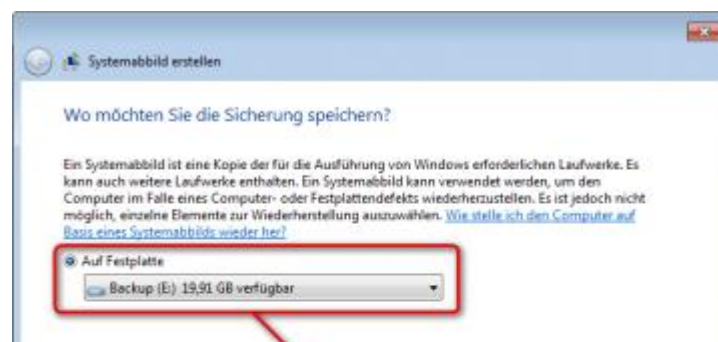 Systemabbild erstellen
Wo möchten Sie die Sicherung speichern?
Ein Systemabbild ist eine Kopie der für die Ausführung von Windows erforderlichen Laufwerke. Es
kann auch weitere Laufwerke enthalten. Ein Systemabbild kann verwendet werden, um den
Computer im Falle eines Computer- oder Festplattendefekts wiederherzustellen. Es ist jedoch nicht
möglich, einzelne Elemente zur Wiederherstellung auszuwählen. Wie stelle ich den Computer auf
Basis eines Systemabbilds wieder her?
Auf Festplatte
Backup (E:) 19,91 GB verfügbar